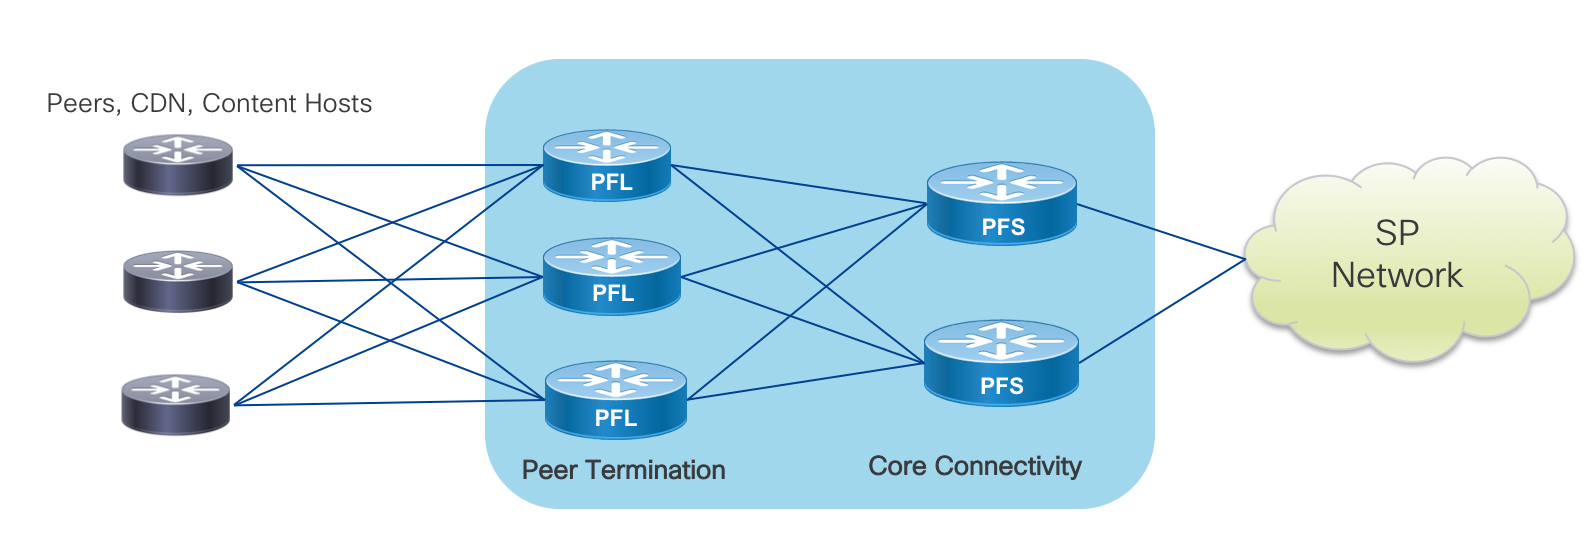 Peers, CDN, Content Hosts
PFL
PFL
PFL
Peer Termination
PFS
PFS
Core Connectivity
SP
Network